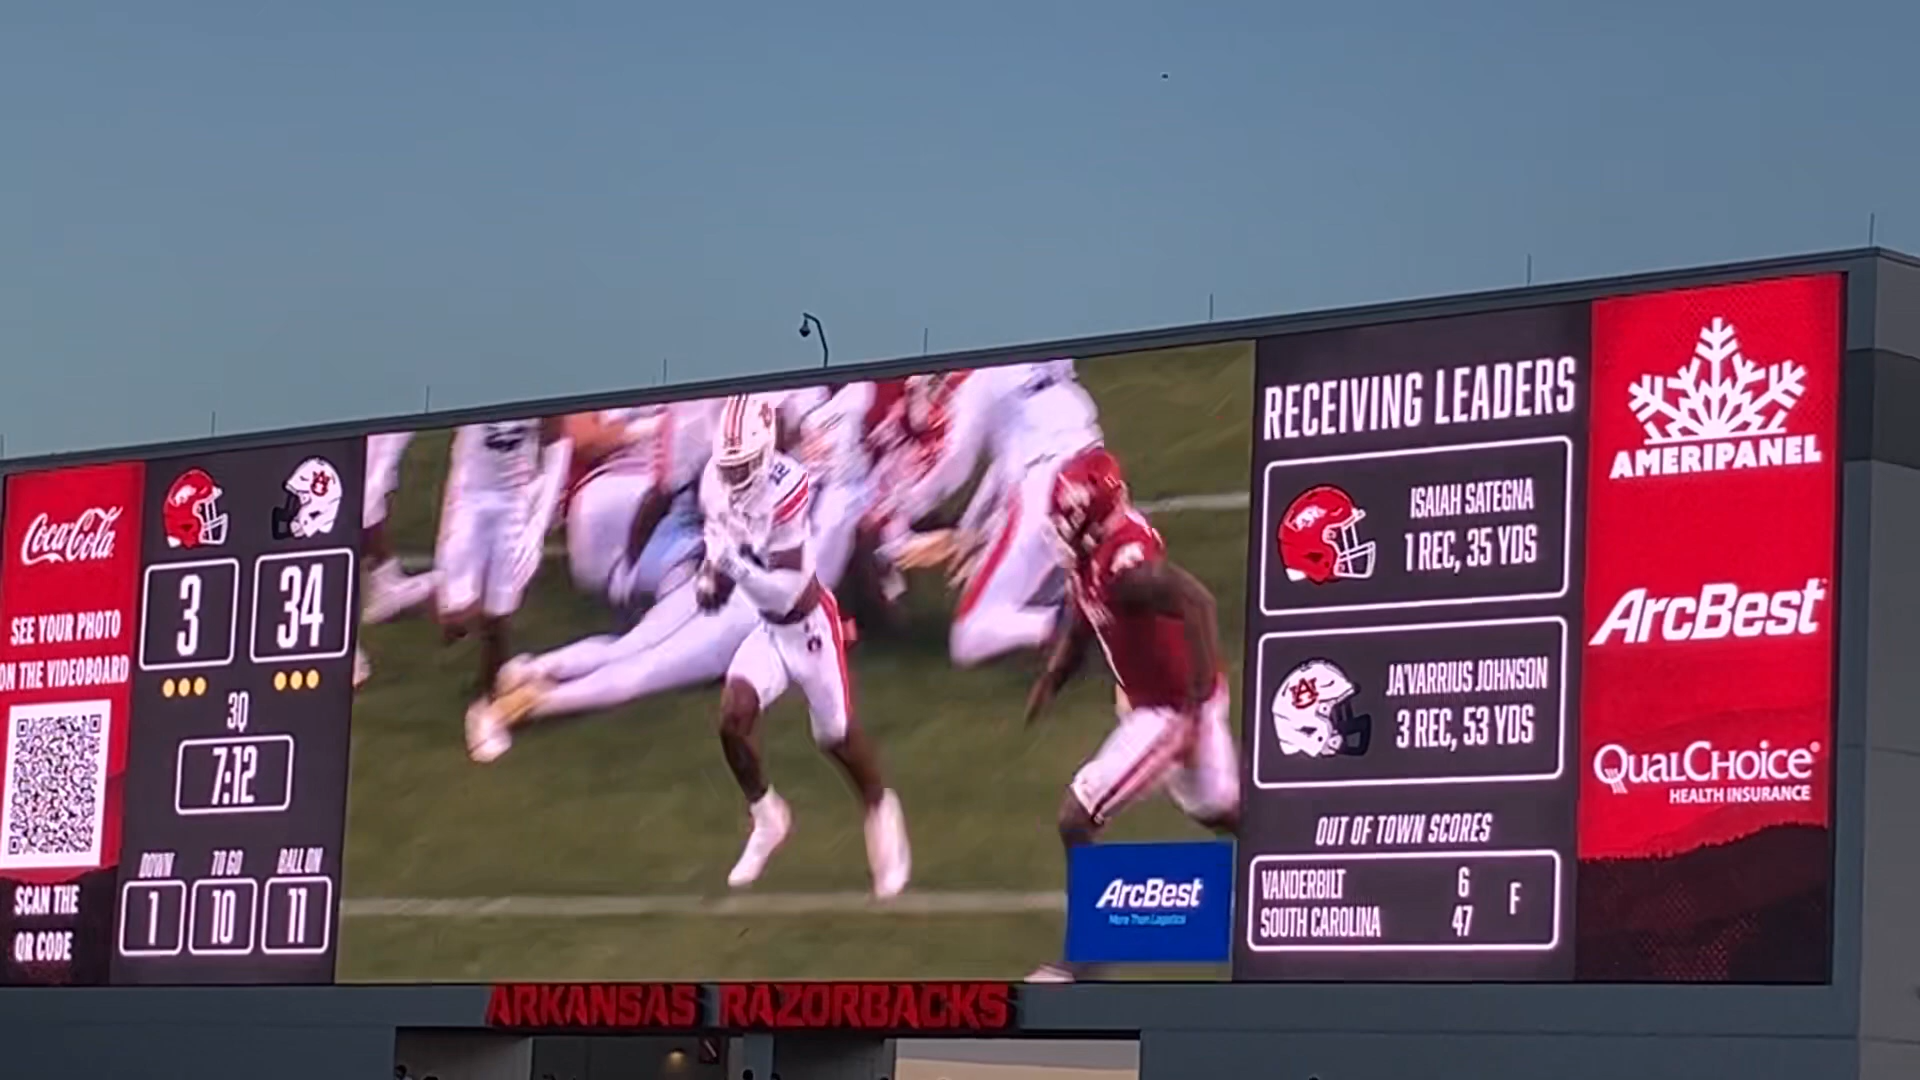 Coca-Cola
SEE YOUR PHOTO
ON THE VIDEOBOARD
SCAN THE
QR CODE
3 34
3Q
7:12
DOWN TO GO BALL ON
1 10 11
ArcBest
More Than Logistics
RECEIVING LEADERS
ISAIAH SATEGNA
1 REC, 35 YDS
JA'VARRIUS JOHNSON
3 REC, 53 YDS
OUT OF TOWN SCORES
VANDERBILT 6
SOUTH CAROLINA 47
F
AMERIPANEL
ArcBest
QualChoice®
HEALTH INSURANCE
ARKANSAS RAZORBACKS